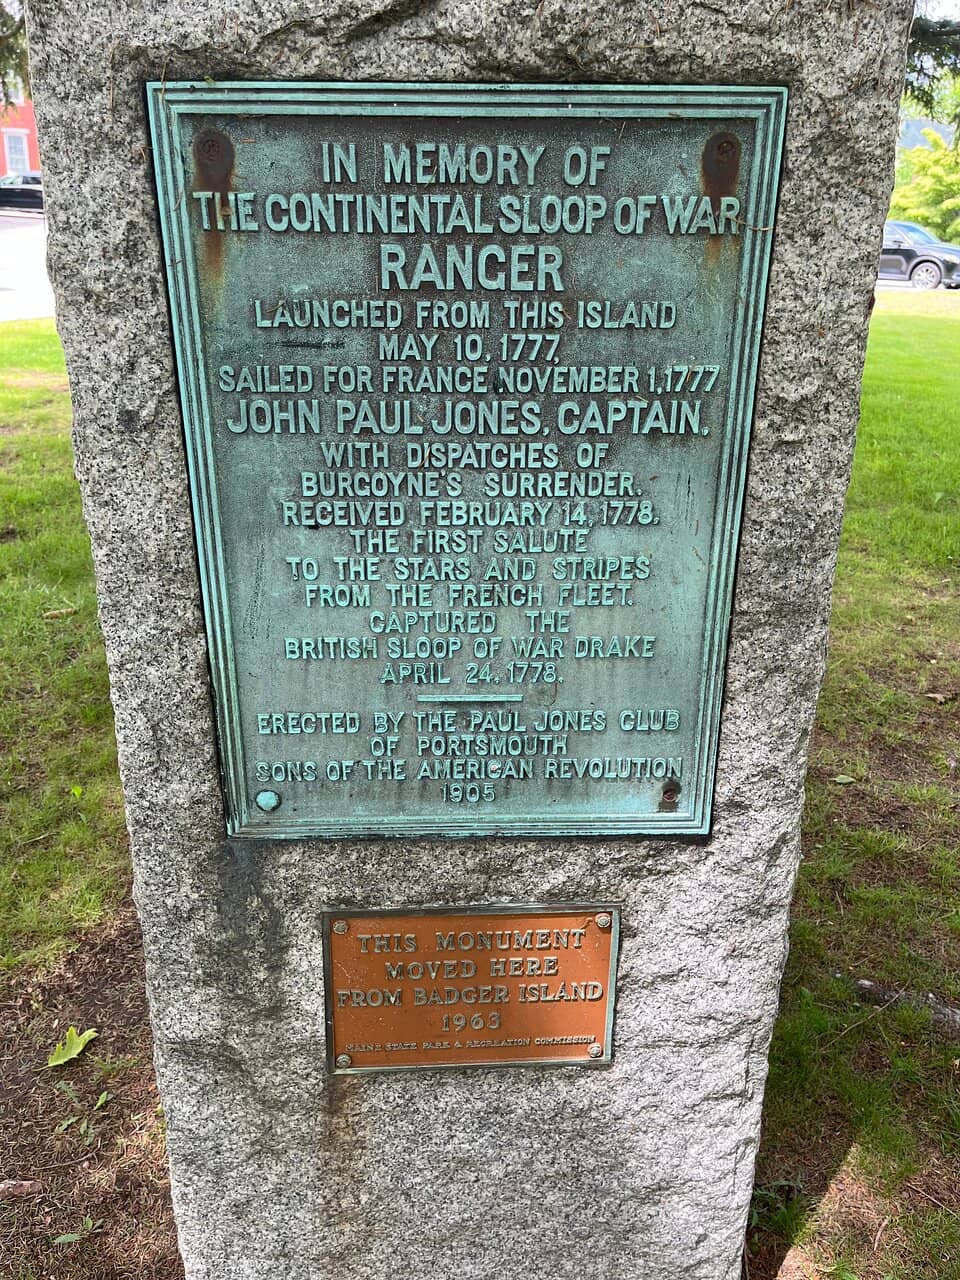 IN MEMORY OF
THE CONTINENTAL SLOOP OF WAR
RANGER
LAUNCHED FROM THIS ISLAND
MAY 10, 1777,
SAILED FOR FRANCE NOVEMBER 1, 1777
JOHN PAUL JONES, CAPTAIN,
WITH DISPATCHES OF
BURGOYNE'S SURRENDER.
RECEIVED FEBRUARY 14, 1778,
THE FIRST SALUTE
TO THE STARS AND STRIPES
FROM THE FRENCH FLEET.
CAPTURED THE
BRITISH SLOOP OF WAR DRAKE
APRIL 24, 1778.
ERECTED BY THE PAUL JONES CLUB
OF PORTSMOUTH
SONS OF THE AMERICAN REVOLUTION
1905
THIS MONUMENT
MOVED HERE
FROM BADGER ISLAND
1963
MAINE STATE PARK & RECREATION COMMISSION